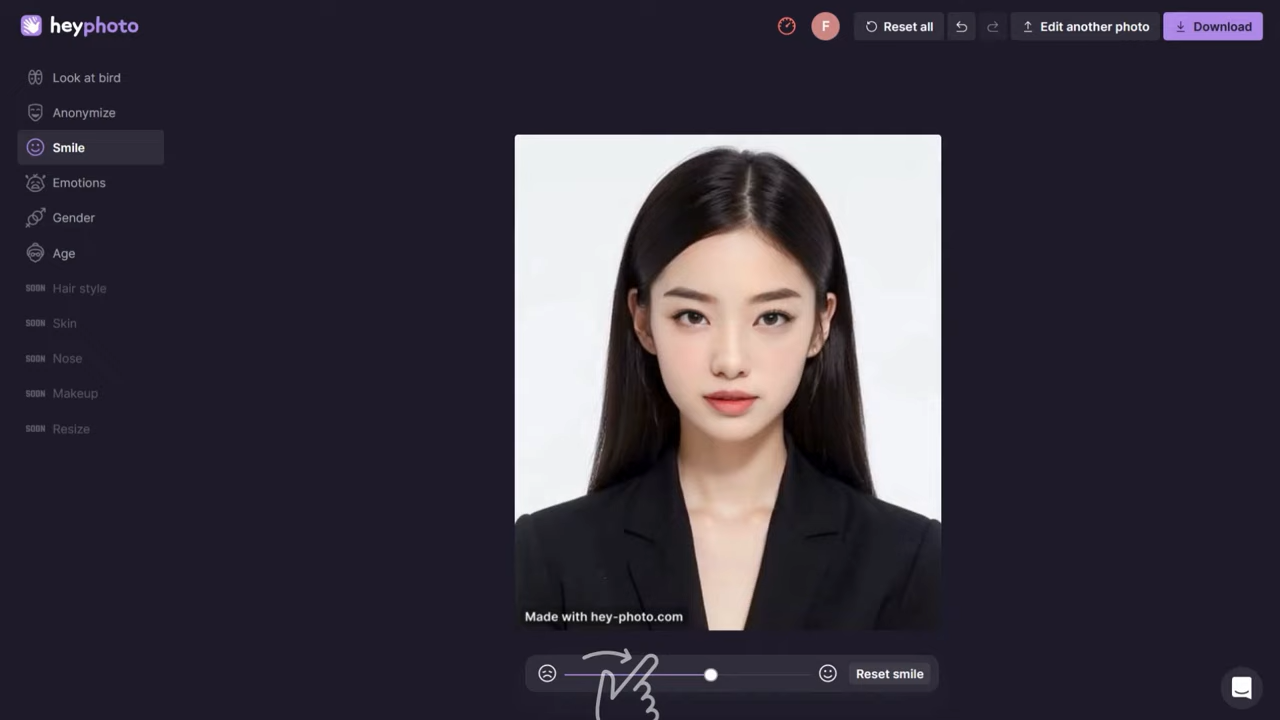 heyphoto
F
Reset all
Edit another photo
Download
Look at bird
Anonymize
Smile
Emotions
Gender
Age
SOON Hair style
SOON Skin
SOON Nose
SOON Makeup
SOON Resize
Made with hey-photo.com
Reset smile